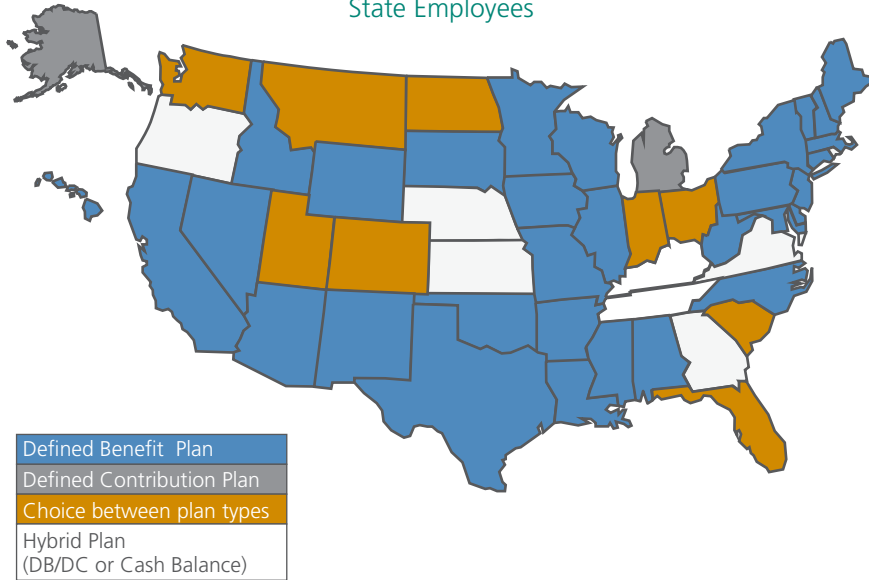 State Employees
Defined Benefit Plan
Defined Contribution Plan
Choice between plan types
Hybrid Plan
(DB/DC or Cash Balance)